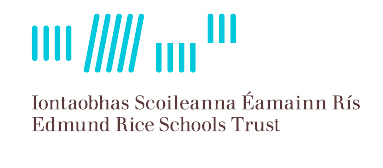 Iontaobhas Scoileanna Éamainn Rís
Edmund Rice Schools Trust